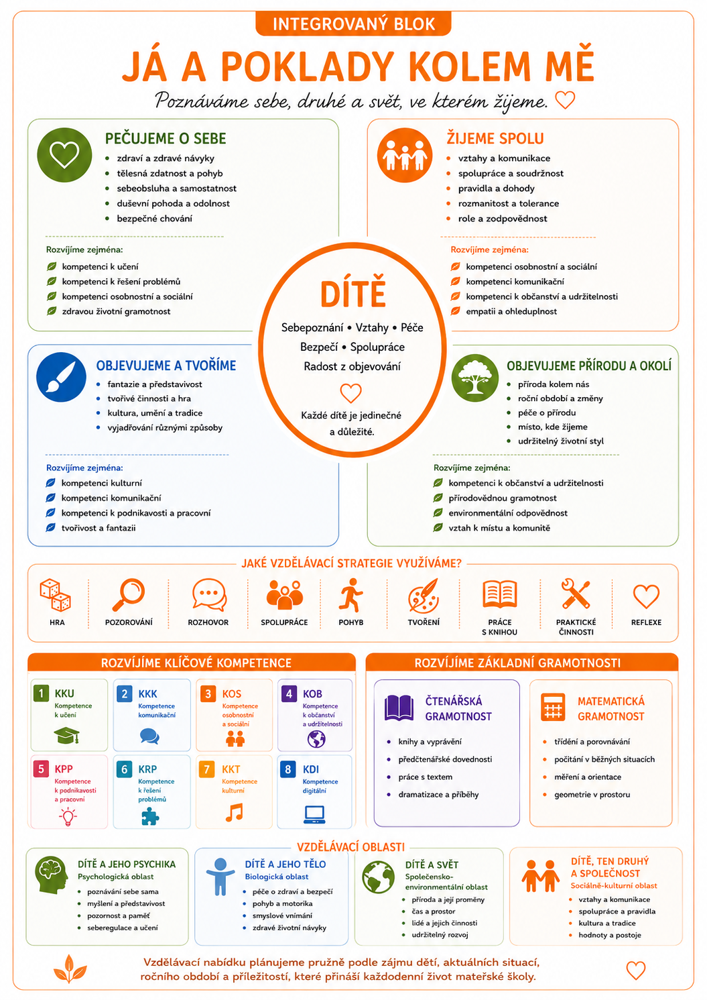 INTEGROVANÝ BLOK
JÁ A POKLADY KOLEM MĚ
Poznáváme sebe, druhé a svět, ve kterém žijeme.
PEČUJEME O SEBE
• zdraví a zdravé návyky
• tělesná zdatnost a pohyb
• sebeobsluha a samostatnost
• duševní pohoda a odolnost
• bezpečné chování
Rozvíjíme zejména:
kompetenci k učení
kompetenci k řešení problémů
kompetenci osobnostní a sociální
zdravou životní gramotnost
ŽIJEME SPOLU
• vztahy a komunikace
• spolupráce a soudržnost
• pravidla a dohody
• rozmanitost a tolerance
• role a zodpovědnost
Rozvíjíme zejména:
kompetenci osobnostní a sociální
kompetenci komunikační
kompetenci k občanství a udržitelnosti
empatii a ohleduplnost
DÍTĚ
Sebepoznání • Vztahy • Péče
Bezpečí • Spolupráce
Radost z objevování
Každé dítě je jedinečné
a důležité.
OBJEVUJEME A TVOŘÍME
• fantazie a představivost
• tvořivé činnosti a hra
• kultura, umění a tradice
• vyjadřování různými způsoby
Rozvíjíme zejména:
kompetenci kulturní
kompetenci komunikační
kompetenci k podnikavosti a pracovní
tvořivost a fantazii
OBJEVUJEME PŘÍRODU A OKOLÍ
• příroda kolem nás
• roční období a změny
• péče o přírodu
• místo, kde žijeme
• udržitelný životní styl
Rozvíjíme zejména:
kompetenci k občanství a udržitelnosti
přírodovědnou gramotnost
environmentální odpovědnost
vztah k místu a komunitě
JAKÉ VZDĚLÁVACÍ STRATEGIE VYUŽÍVÁME?
HRA
POZOROVÁNÍ
ROZHOVOR
SPOLUPRÁCE
POHYB
TVOŘENÍ
PRÁCE
S KNIHOU
PRAKTICKÉ
ČINNOSTI
REFLEXE
ROZVÍJÍME KLÍČOVÉ KOMPETENCE
1 KKU
Kompetence
k učení
2 KKK
Kompetence
komunikační
3 KOS
Kompetence
osobnostní
a sociální
4 KOB
Kompetence
k občanství
a udržitelnosti
5 KPP
Kompetence
k podnikavosti
a pracovní
6 KRP
Kompetence
k řešení
problémů
7 KKT
Kompetence
kulturní
8 KDI
Kompetence
digitální
ROZVÍJÍME ZÁKLADNÍ GRAMOTNOSTI
ČTENÁŘSKÁ
GRAMOTNOST
• knihy a vyprávění
• předčtenářské dovednosti
• práce s textem
• dramatizace a příběhy
MATEMATICKÁ
GRAMOTNOST
• třídění a porovnávání
• počítání v běžných situacích
• měření a orientace
• geometrie v prostoru
VZDĚLÁVACÍ OBLASTI
DÍTĚ A JEHO PSYCHIKA
Psychologická oblast
• poznávání sebe sama
• myšlení a představivost
• pozornost a paměť
• seberegulace a učení
DÍTĚ A JEHO TĚLO
Biologická oblast
• péče o zdraví a bezpečí
• pohyb a motorika
• smyslové vnímání
• zdravé životní návyky
DÍTĚ A SVĚT
Společensko-
environmentální oblast
• příroda a její proměny
• čas a prostor
• lidé a jejich činnosti
• udržitelný rozvoj
DÍTĚ, TEN DRUHÝ
A SPOLEČNOST
Sociálně-kulturní oblast
• vztahy a komunikace
• spolupráce a pravidla
• kultura a tradice
• hodnoty a postoje
Vzdělávací nabídku plánujeme pružně podle zájmu dětí, aktuálních situací,
ročního období a příležitostí, které přináší každodenní život mateřské školy.